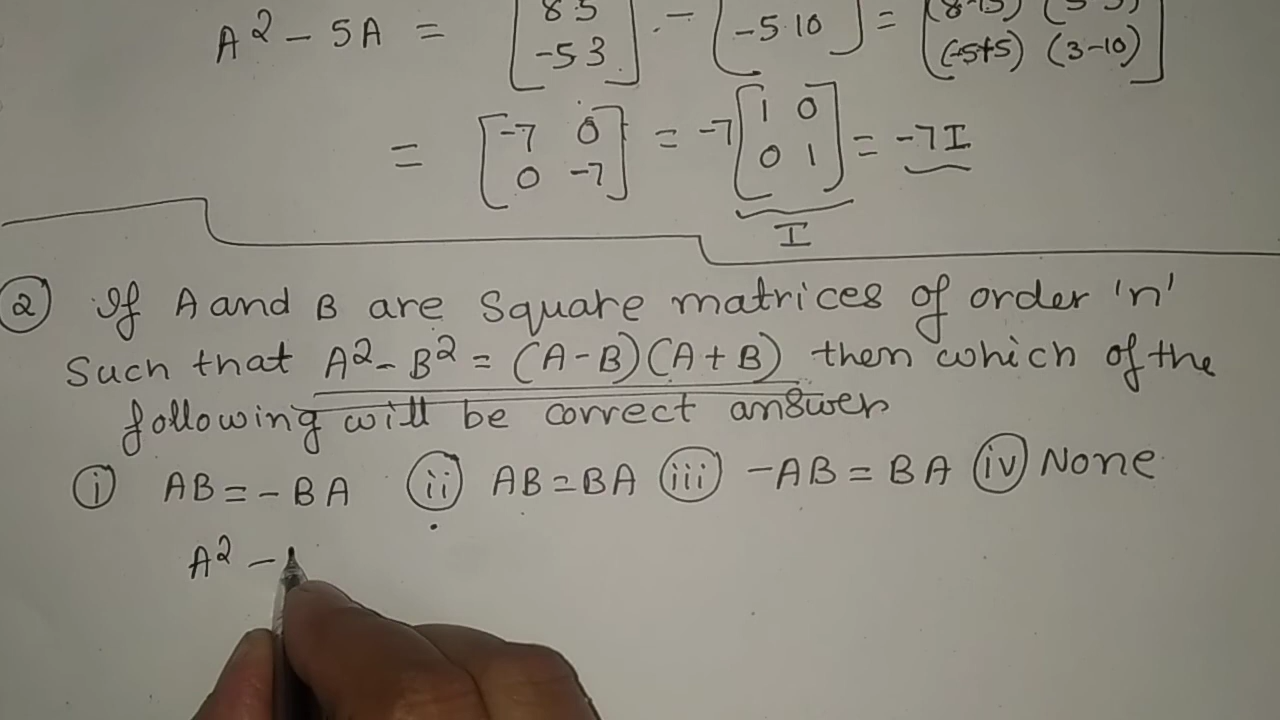 A² - 5A = [8 5 - [ = [(8-15) (5-5)
-5 3] -5 10] (-5+5) (3-10)]
= [-7 0 = -7[1 0 = -7I
0 -7] 0 1]
I
② If A and B are square matrices of order 'n'
Such that A² - B² = (A - B)(A + B) then which of the
following will be correct answer
(i) AB = -BA (ii) AB = BA (iii) -AB = BA (iv) None
A² -